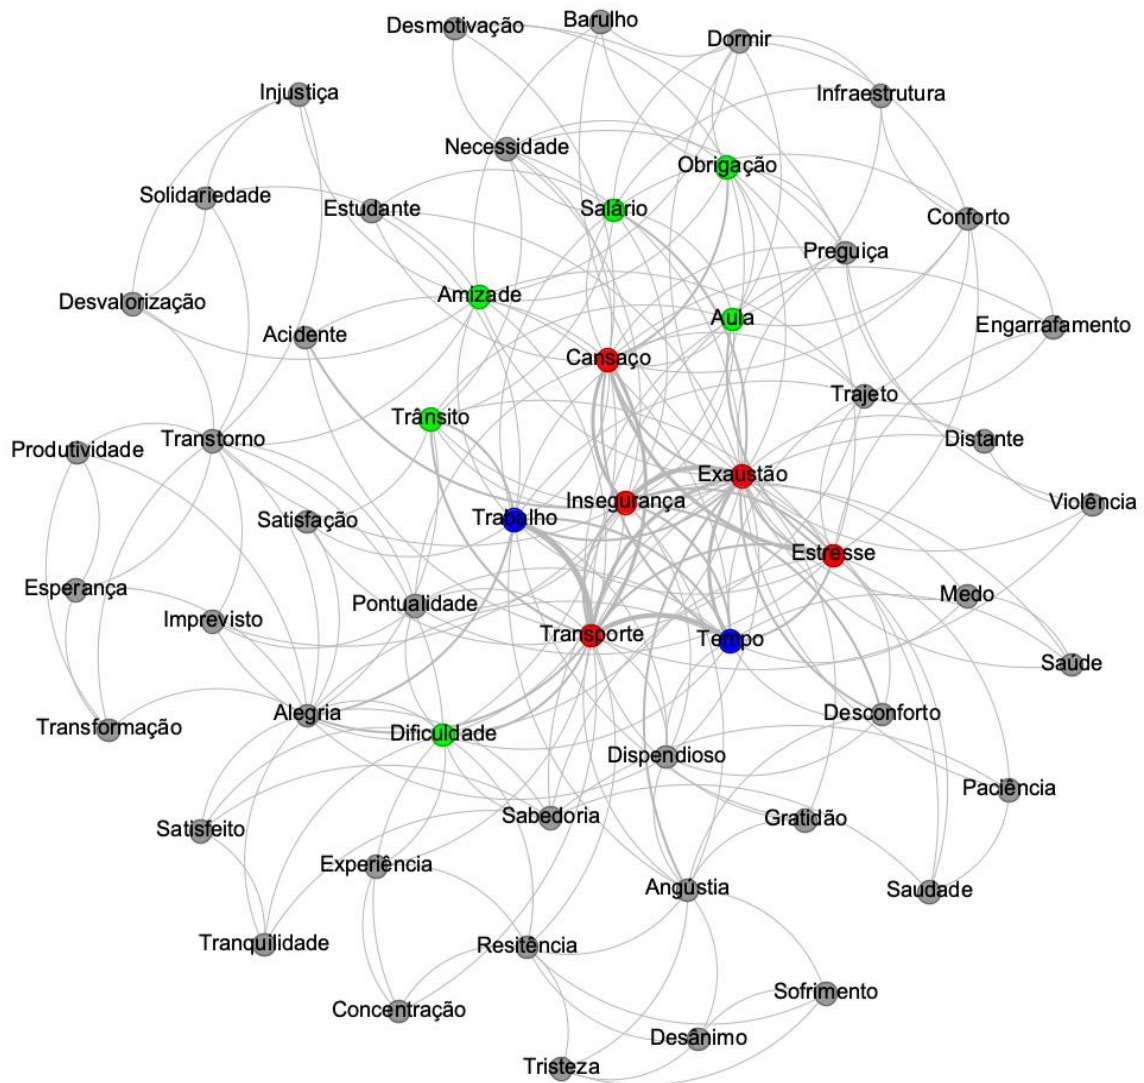 Desmotivação
Barulho
Dormir
Injustiça
Infraestrutura
Necessidade
Obrigação
Solidariedade
Estudante
Salário
Conforto
Preguiça
Desvalorização
Amizade
Aula
Engarrafamento
Acidente
Cansaço
Trajeto
Trânsito
Produtividade
Transtorno
Distante
Exaustão
Insegurança
Violência
Satisfação
Trabalho
Estresse
Esperança
Imprevisto
Pontualidade
Medo
Transporte
Tempo
Saúde
Transformação
Alegria
Dificuldade
Desconforto
Dispendioso
Paciência
Satisfeito
Sabedoria
Gratidão
Experiência
Angústia
Saudade
Tranquilidade
Resitência
Concentração
Sofrimento
Desânimo
Tristeza